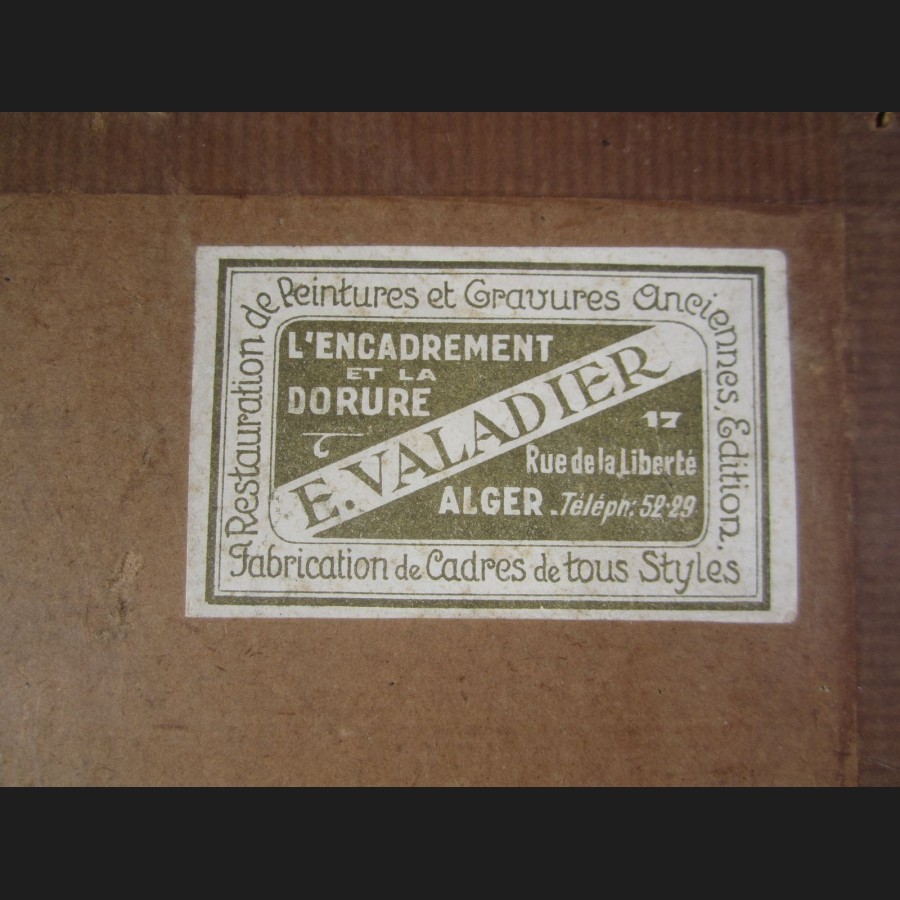 Restauration de Peintures et Gravures Anciennes, Edition.
L'ENCADREMENT
ET LA
DORURE
E. VALADIER
17
Rue de la Liberté
ALGER. Téléph: 52-29
Fabrication de Cadres de tous Styles